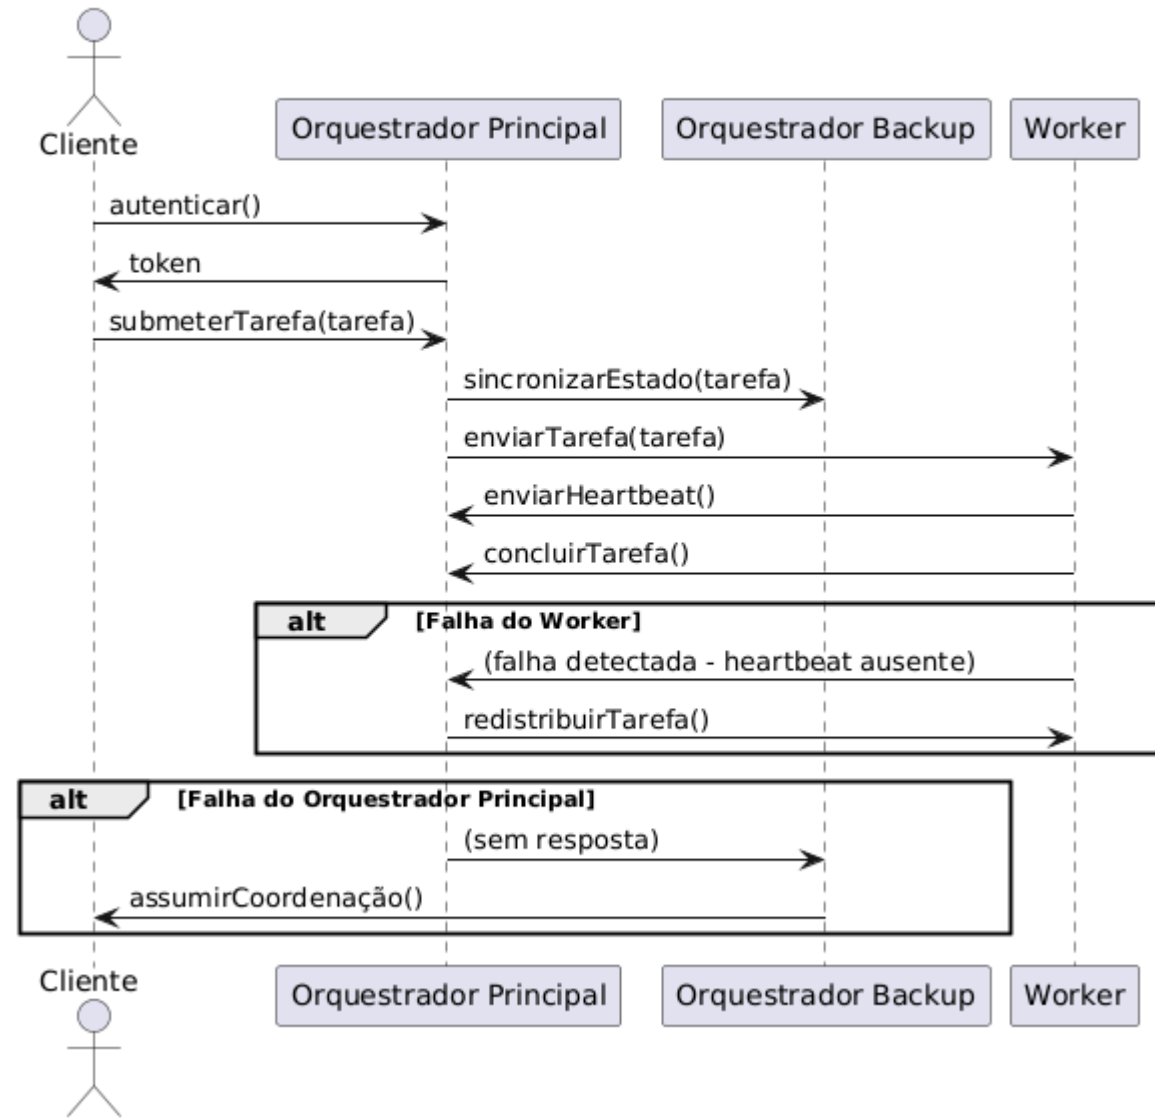 Cliente
Orquestrador Principal
Orquestrador Backup
Worker
autenticar()
token
submeterTarefa(tarefa)
sincronizarEstado(tarefa)
enviarTarefa(tarefa)
enviarHeartbeat()
concluirTarefa()
alt [Falha do Worker]
(falha detectada - heartbeat ausente)
redistribuirTarefa()
alt [Falha do Orquestrador Principal]
(sem resposta)
assumirCoordenação()
Cliente
Orquestrador Principal
Orquestrador Backup
Worker